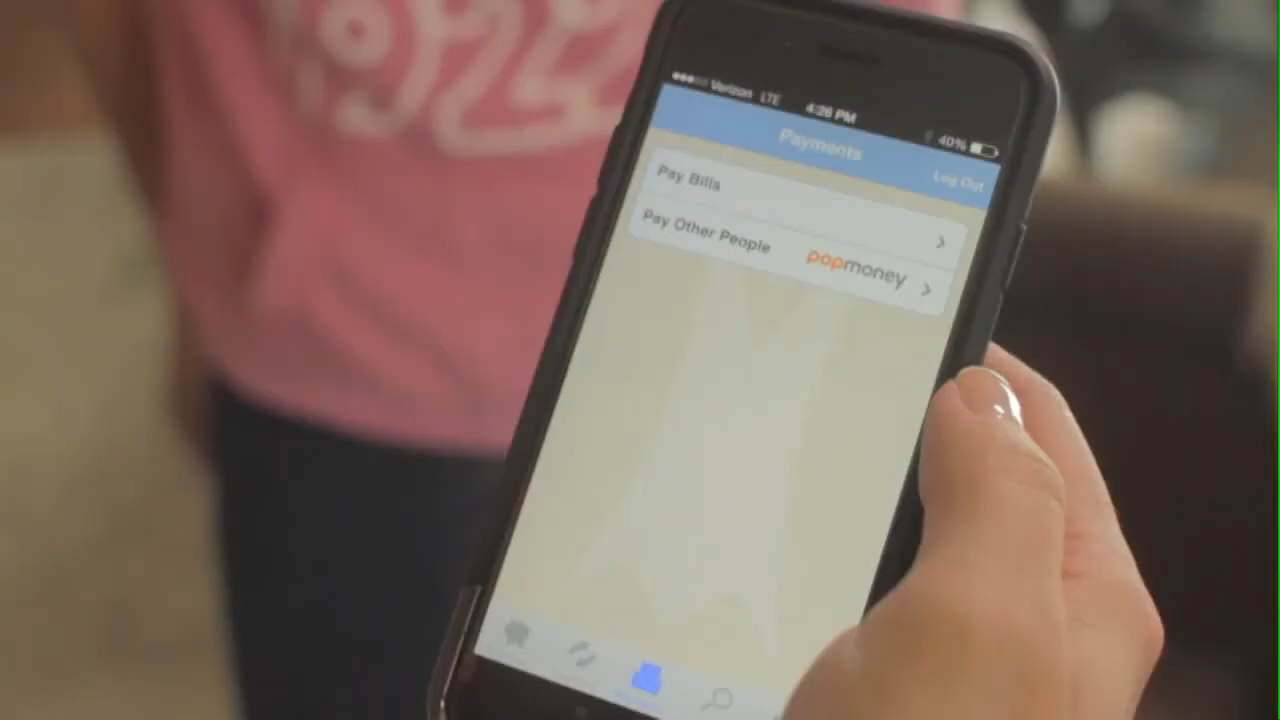 Verizon LTE 4:26 PM 40%
Payments
Log Out
Pay Bills
Pay Other People popmoney